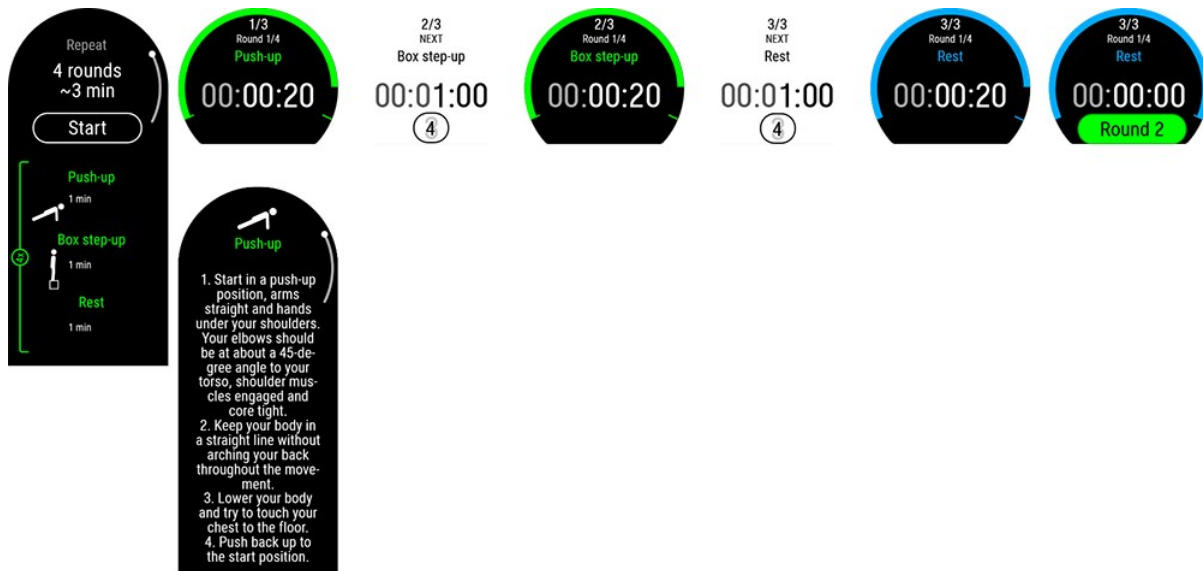 Repeat
4 rounds
~3 min
Start
Push-up
1 min
4x
Box step-up
1 min
Rest
1 min
1/3
Round 1/4
Push-up
00:00:20
2/3
NEXT
Box step-up
00:01:00
4
2/3
Round 1/4
Box step-up
00:00:20
3/3
NEXT
Rest
00:01:00
4
3/3
Round 1/4
Rest
00:00:20
3/3
Round 1/4
Rest
00:00:00
Round 2
Push-up
1. Start in a push-up
position, arms
straight and hands
under your shoulders.
Your elbows should
be at about a 45-de-
gree angle to your
torso, shoulder mus-
cles engaged and
core tight.
2. Keep your body in
a straight line without
arching your back
throughout the move-
ment.
3. Lower your body
and try to touch your
chest to the floor.
4. Push back up to
the start position.